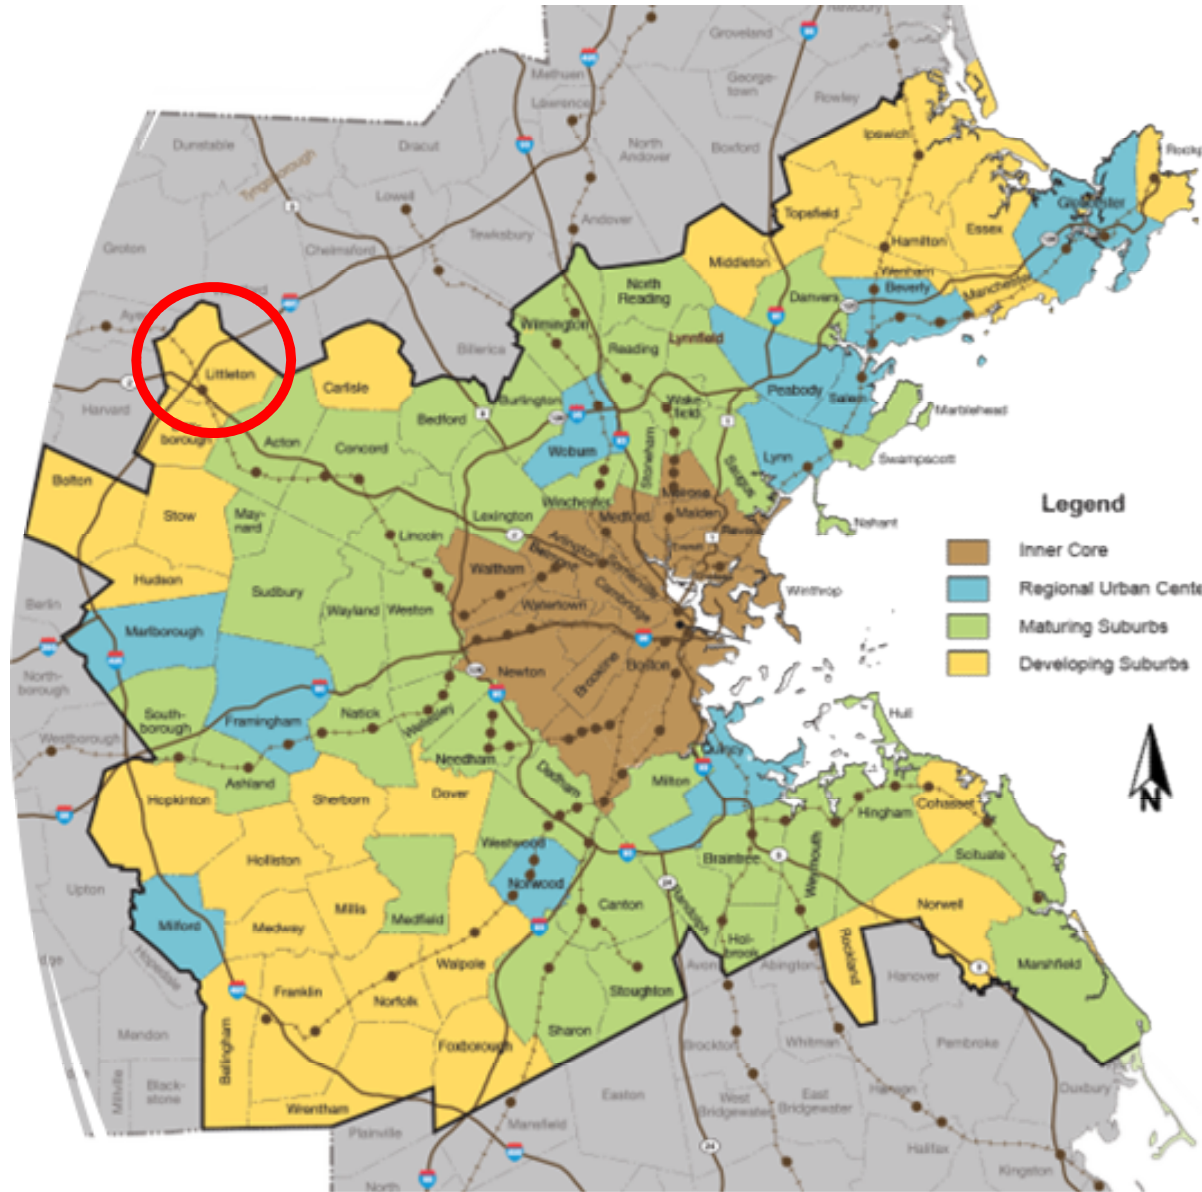 Groveland
Methuen
George-
town
Lawrence
Rowley
Ipswich
Dunstable
Dracut
North
Andover
Boxford
Tyngsborough
Lowell
Gloucester
Topsfield
Andover
Essex
Tewksbury
Groton
Chelmsford
Hamilton
Middleton
Wenham
North
Reading
Danvers
Beverly
Manchester
Wilmington
Lynnfield
Reading
Billerica
Littleton
Carlisle
Peabody
Salem
Burlington
Wake-
field
Marblehead
Harvard
Bedford
borough
Acton
Concord
Woburn
Stoneham
Lynn
Swampscott
Saugus
Bolton
Melrose
Winchester
Legend
Stow
May-
nard
Lexington
Medford
Malden
Nahant
Revere
Lincoln
Arlington
Belmont
Somerville
Everett
Inner Core
Hudson
Waltham
Cambridge
Winthrop
Regional Urban Cente
Sudbury
Wayland
Weston
Watertown
Berlin
Marlborough
Maturing Suburbs
Developing Suburbs
Boston
Newton
Brookline
North-
borough
South-
borough
Framingham
Natick
Wellesley
Hull
Westborough
Needham
Quincy
Ashland
Dedham
Milton
N
Hopkinton
Sherborn
Dover
Cohasset
Hingham
Westwood
Braintree
Weymouth
Scituate
Holliston
Norwood
Upton
Randolph
Millis
Medfield
Canton
Norwell
Milford
Medway
Hol-
brook
Rockland
Hopedale
Walpole
Avon
Abington
Hanover
Marshfield
Franklin
Norfolk
Stoughton
Mendon
Sharon
Bellingham
Foxborough
Brockton
Whitman
Pembroke
Millville
Black-
stone
Wrentham
Easton
West
Bridgewater
East
Bridgewater
Hanson
Duxbury
Plainville
Mansfield
Halifax
Kingston
North